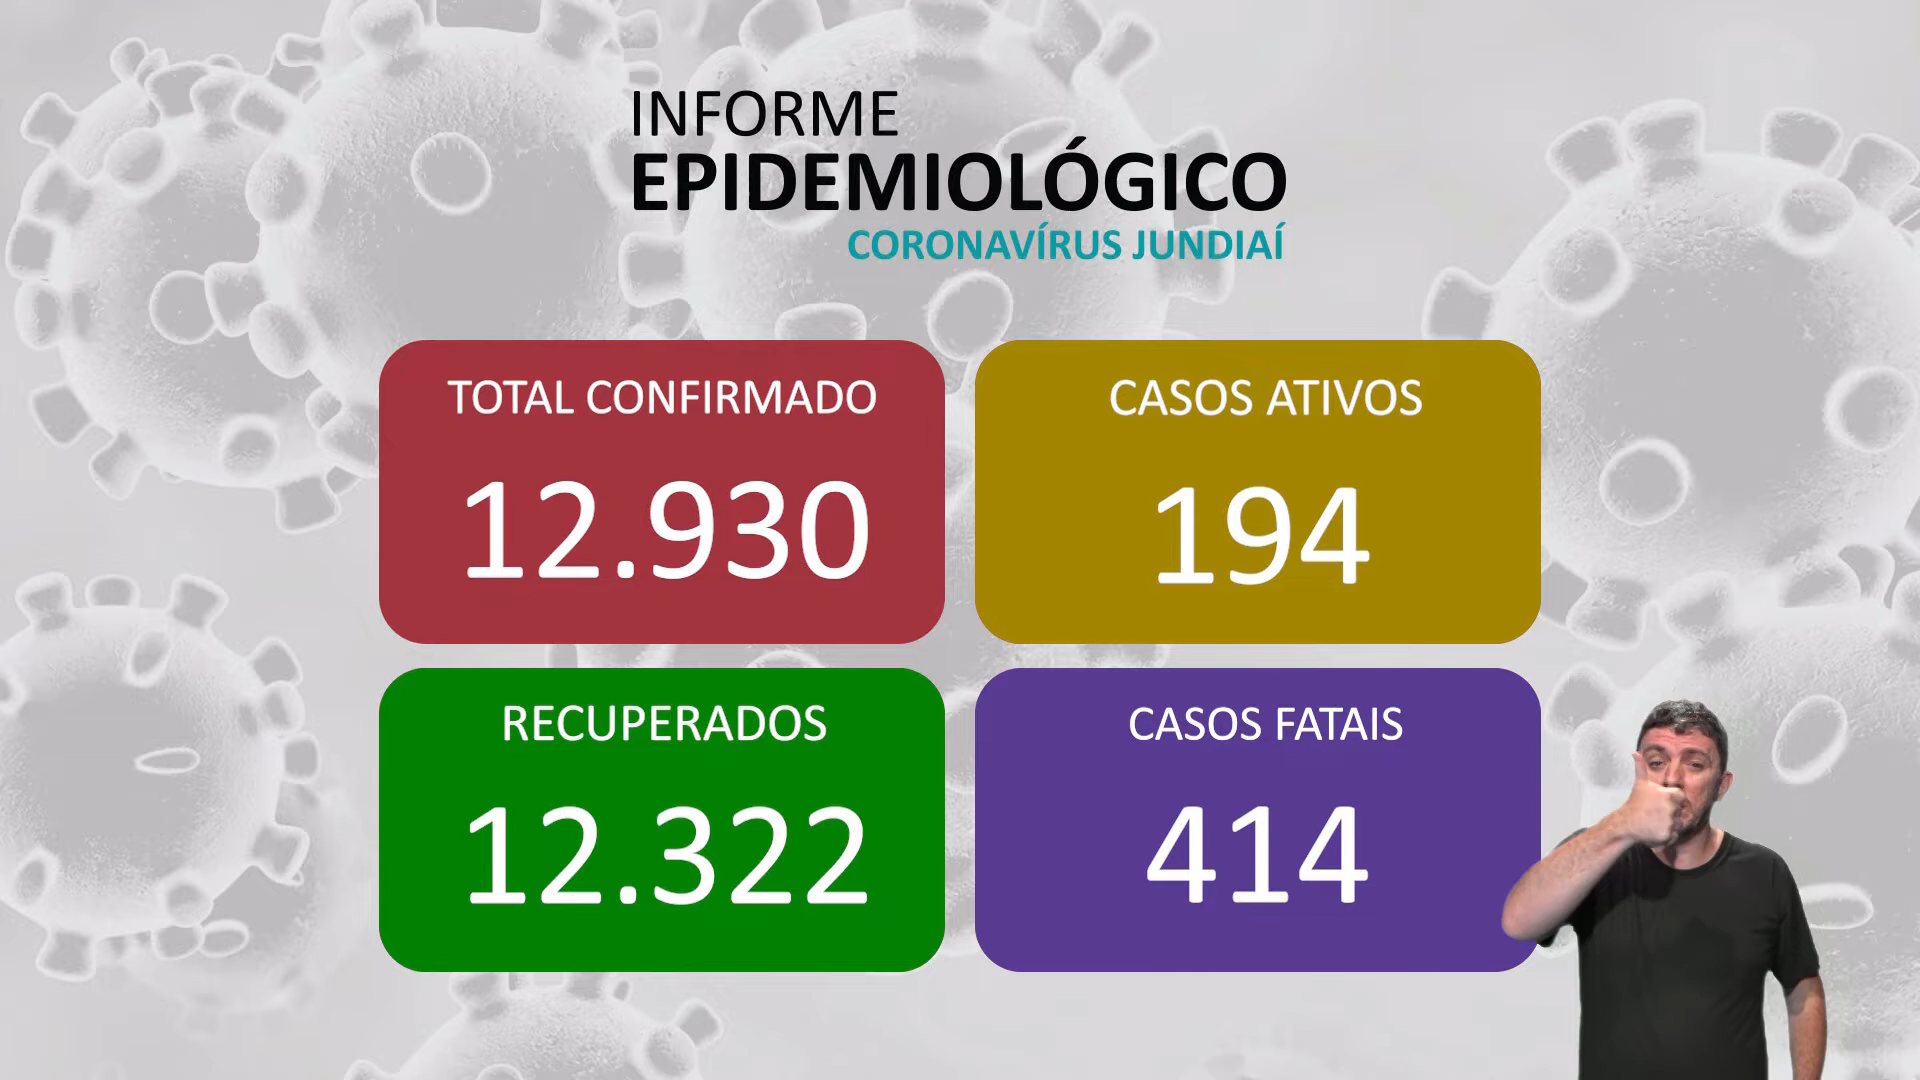 INFORME
EPIDEMIOLÓGICO
CORONAVÍRUS JUNDIAÍ
TOTAL CONFIRMADO
12.930
CASOS ATIVOS
194
RECUPERADOS
12.322
CASOS FATAIS
414